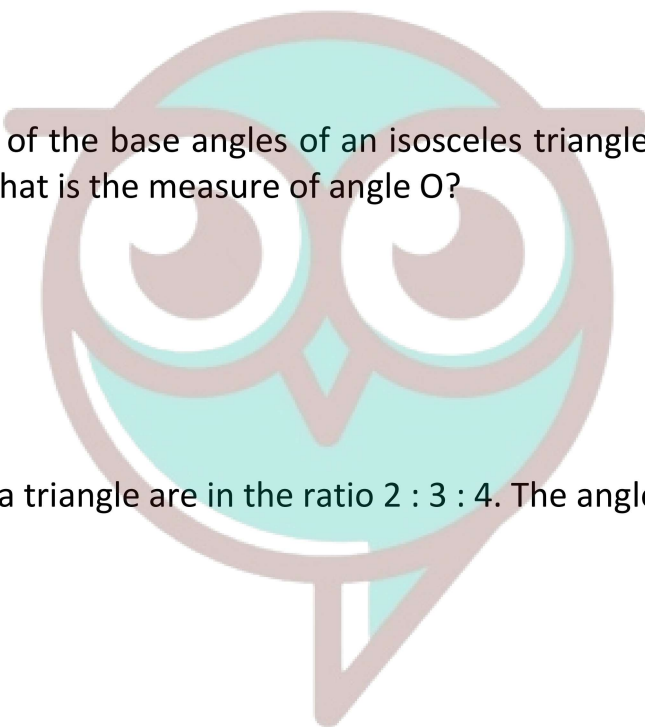 of the base angles of an isosceles triangle
hat is the measure of angle O?
a triangle are in the ratio 2 : 3 : 4. The angl